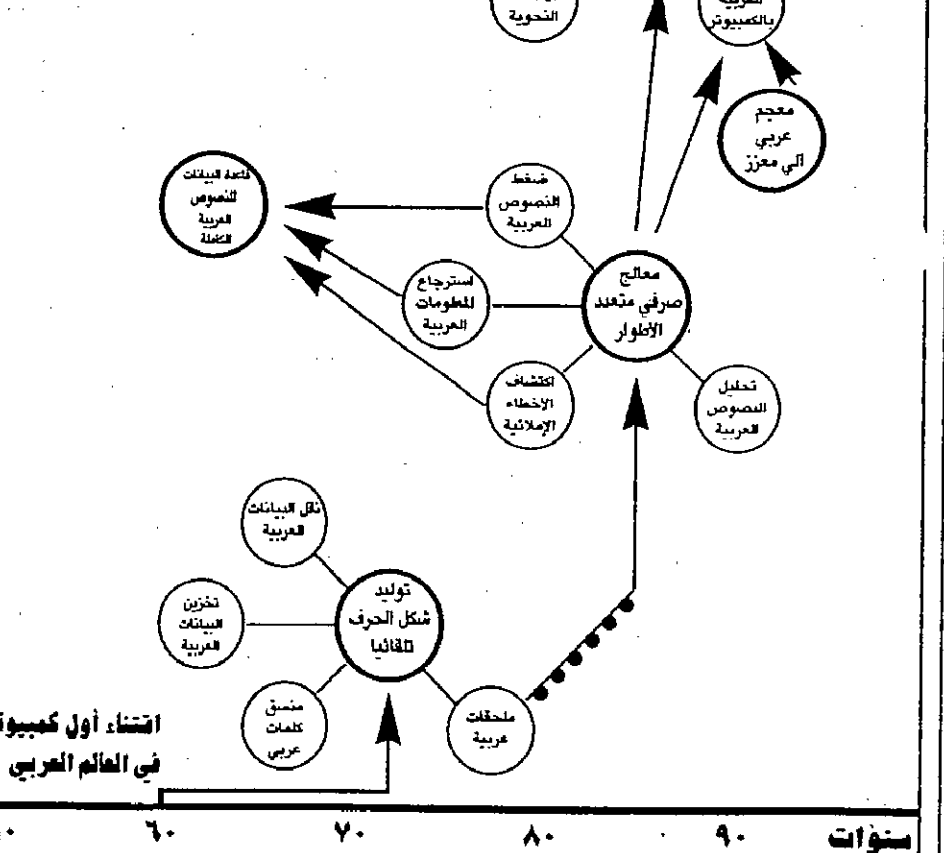 النحوية
العربية
بالكمبيوتر
معجم
عربي
آلي معزز
قاعدة البيانات
للنصوص
العربية
الكاملة
ضغط
النصوص
العربية
استرجاع
المعلومات
العربية
معالج
صرفي متعدد
الأطوار
اكتشاف
الأخطاء
الإملائية
تحليل
النصوص
العربية
ناقل البيانات
العربية
توليد
شكل الحرف
تلقائيا
تخزين
البيانات
العربية
منسق
كلمات
عربي
ملحقات
عربية
اقتناء أول كمبيوتر
في العالم العربي
سنوات
٩٠
٨٠
٧٠
٦٠